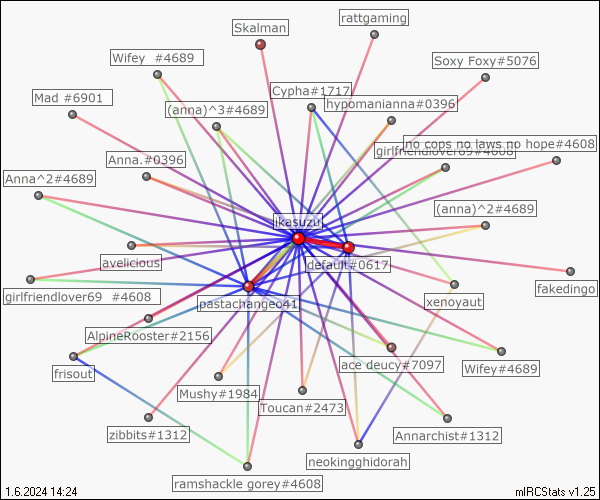 rattgaming
Skalman
Wifey  #4689
Soxy Foxy#5076
Cypha#1717
Mad #6901
hypomanianna#0396
(anna)^3#4689
no cops no laws no hope#4608
girlfriendlover69#4608
Anna.#0396
Anna^2#4689
(anna)^2#4689
ikasuzu
avelicious
default#0617
fakedingo
girlfriendlover69  #4608
pastachange041
xenoyaut
AlpineRooster#2156
ace deucy#7097
Wifey#4689
frisout
Mushy#1984
Toucan#2473
zibbits#1312
Annarchist#1312
neokingghidorah
ramshackle gorey#4608
1.6.2024 14:24
mIRCStats v1.25